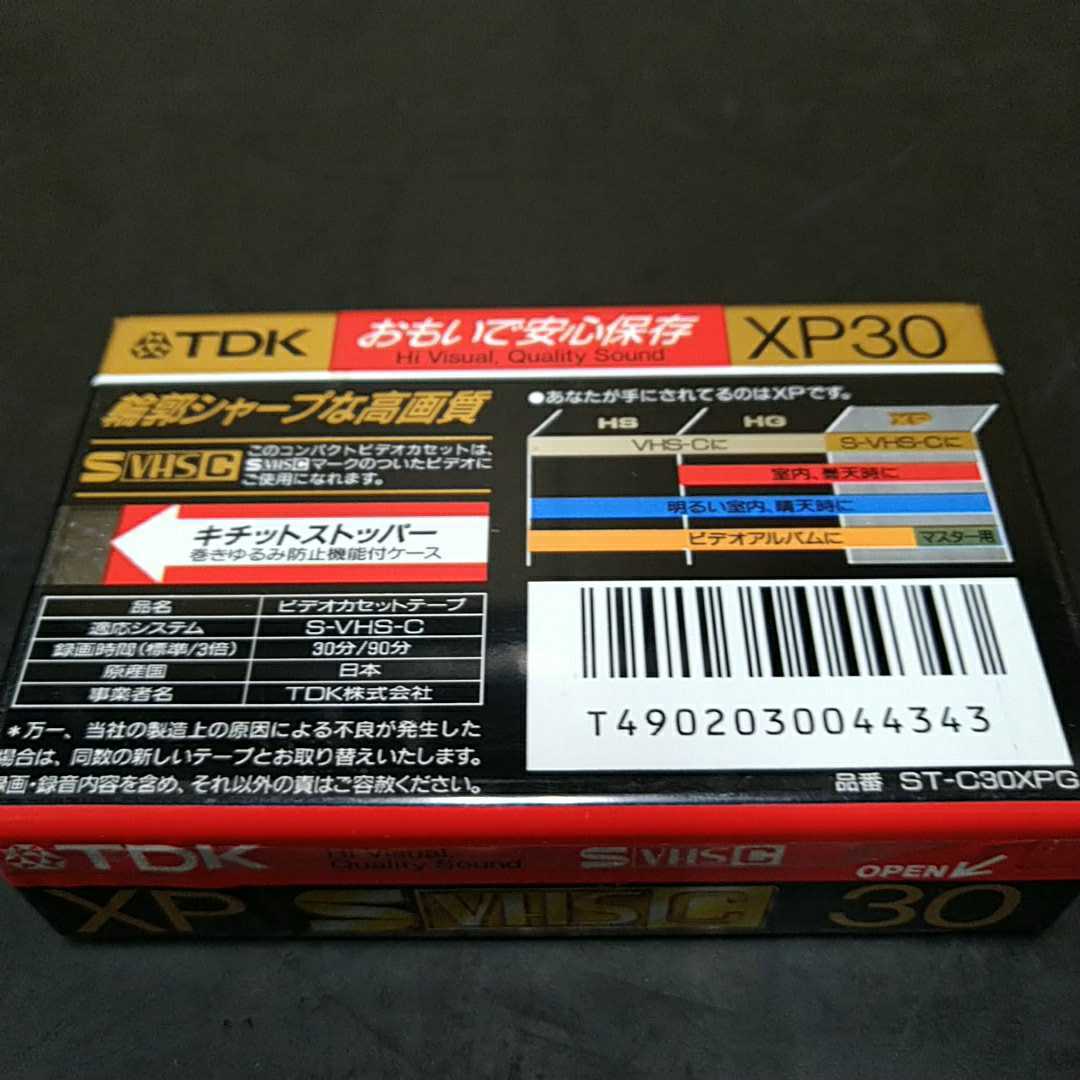 TDK おもいで安心保存 XP30
Hi Visual, Quality Sound
輪郭シャープな高画質
SVHSC このコンパクトビデオカセットは、
SVHSCマークのついたビデオに
ご使用になれます。
キチットストッパー
巻きゆるみ防止機能付ケース
品名 ビデオカセットテープ
適応システム S-VHS-C
録画時間(標準/3倍) 30分/90分
原産国 日本
事業者名 TDK株式会社
*万一、当社の製造上の原因による不良が発生した
場合は、同数の新しいテープとお取り替えいたします。
録画・録音内容を含め、それ以外の責はご容赦ください。
●あなたが手にされてるのはXPです。
HS HG XP
VHS-Cに S-VHS-Cに
室内、曇天時に
明るい室内、晴天時に
ビデオアルバムに マスター用
T4902030044343
品番 ST-C30XPG
TDK Hi Visual, SVHSC OPEN
Quality Sound
XP SVHSC 30